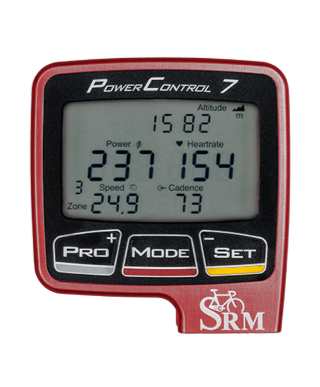 POWERCONTROL 7
Altitude
1582 m
Power Heartrate
237 154
3 Speed Cadence
Zone 24.9 73
PRO + MODE − SET
SRM